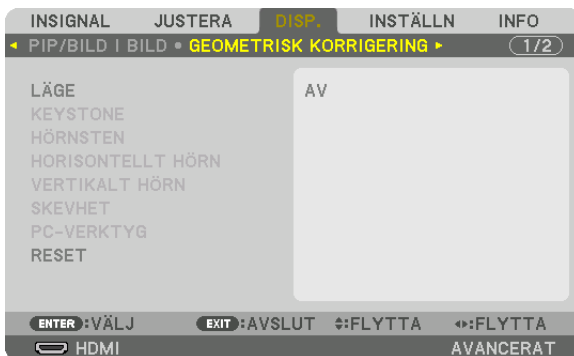 INSIGNAL JUSTERA DISP. INSTÄLLN INFO
◂ PIP/BILD I BILD • GEOMETRISK KORRIGERING ▸ 1/2
LÄGE AV
KEYSTONE
HÖRNSTEN
HORISONTELLT HÖRN
VERTIKALT HÖRN
SKEVHET
PC-VERKTYG
RESET
ENTER :VÄLJ EXIT :AVSLUT ♦:FLYTTA ◂▸:FLYTTA
HDMI AVANCERAT